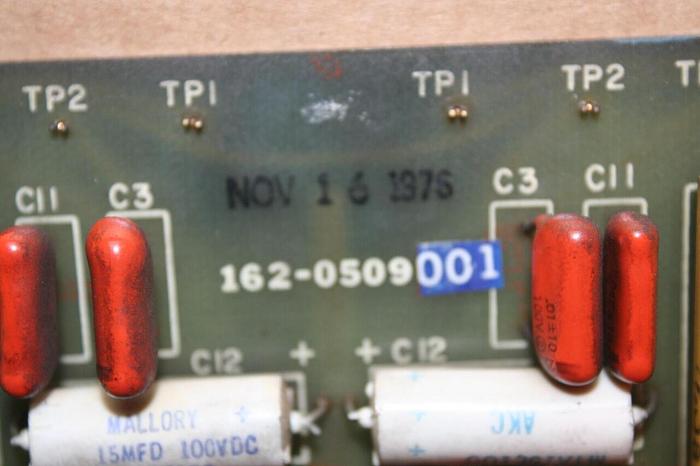 TP2 TP1 TP1 TP2
C11 C3 C3 C11
NOV 16 1976
162-0509001
C12 + + C12
MALLORY
15MFD 100VDC
AKC